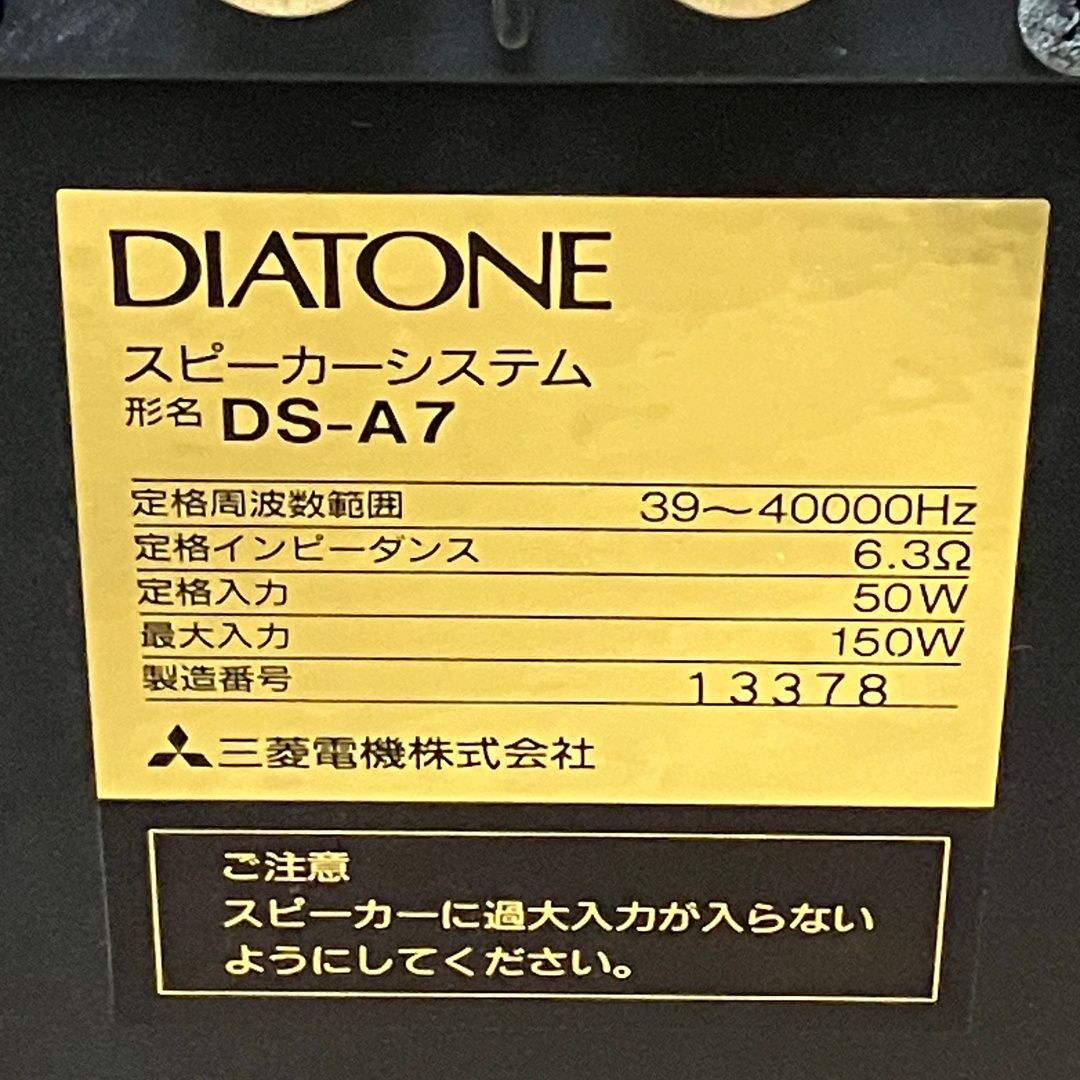 DIATONE
スピーカーシステム
形名 DS-A7
定格周波数範囲 39〜40000Hz
定格インピーダンス 6.3Ω
定格入力 50W
最大入力 150W
製造番号 13378
三菱電機株式会社
ご注意
スピーカーに過大入力が入らない
ようにしてください。